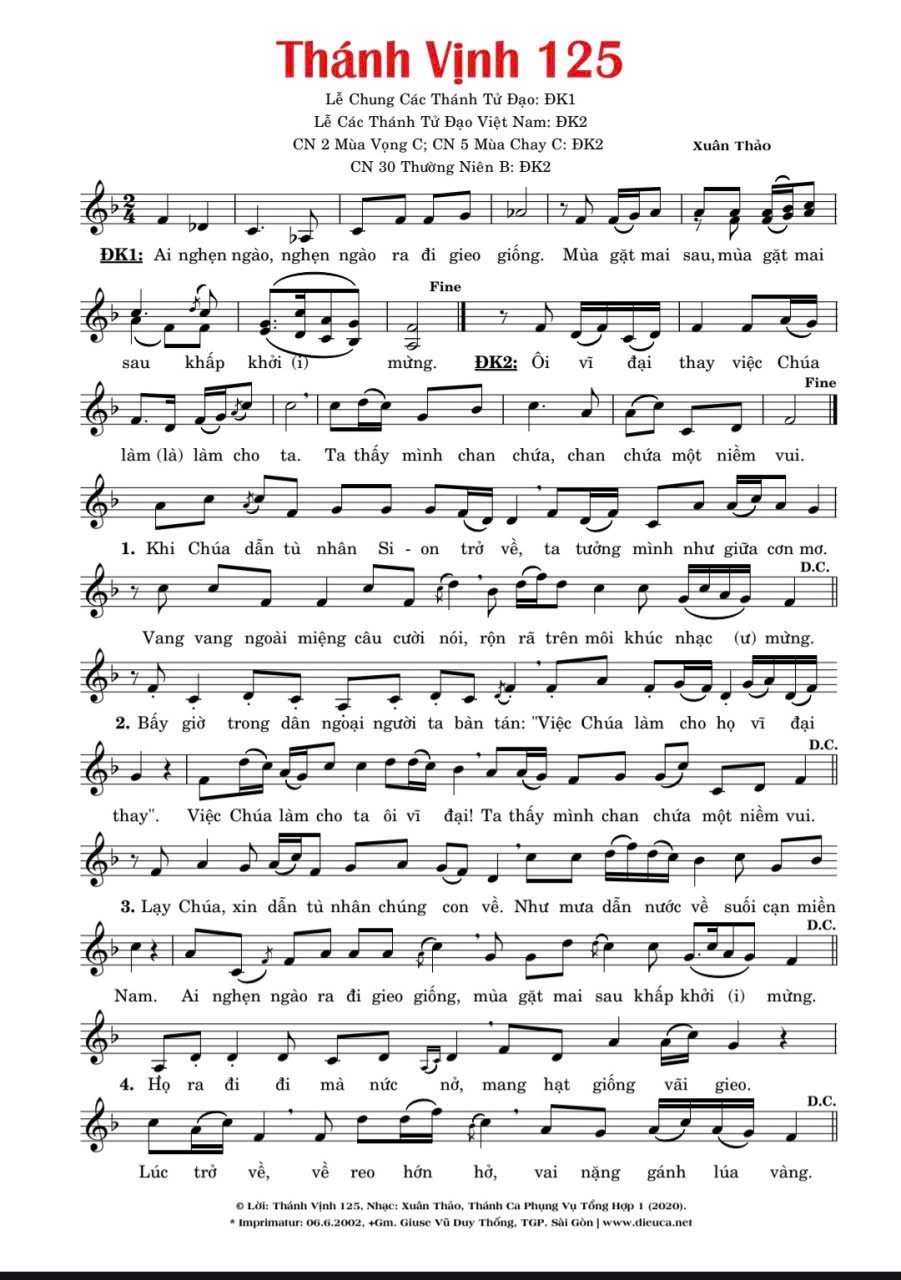 Thánh Vịnh 125
Lễ Chung Các Thánh Tử Đạo: ĐK1
Lễ Các Thánh Tử Đạo Việt Nam: ĐK2
CN 2 Mùa Vọng C; CN 5 Mùa Chay C: ĐK2
Xuân Thảo
CN 30 Thường Niên B: ĐK2
2
4
ĐK1: Ai nghẹn ngào, nghẹn ngào ra đi gieo giống. Mùa gặt mai sau, mùa gặt mai
Fine
sau khấp khởi (i) mừng. ĐK2: Ôi vĩ đại thay việc Chúa
Fine
làm (là) làm cho ta. Ta thấy mình chan chứa, chan chứa một niềm vui.
1. Khi Chúa dẫn tù nhân Si - on trở về, ta tưởng mình như giữa cơn mơ.
D.C.
Vang vang ngoài miệng câu cười nói, rộn rã trên môi khúc nhạc (ư) mừng.
2. Bấy giờ trong dân ngoại người ta bàn tán: "Việc Chúa làm cho họ vĩ đại
D.C.
thay". Việc Chúa làm cho ta ôi vĩ đại! Ta thấy mình chan chứa một niềm vui.
3. Lạy Chúa, xin dẫn tù nhân chúng con về. Như mưa dẫn nước về suối cạn miền
D.C.
Nam. Ai nghẹn ngào ra đi gieo giống, mùa gặt mai sau khấp khởi (i) mừng.
4. Họ ra đi đi mà nức nở, mang hạt giống vãi gieo.
D.C.
Lúc trở về, về reo hớn hở, vai nặng gánh lúa vàng.
© Lời: Thánh Vịnh 125, Nhạc: Xuân Thảo, Thánh Ca Phụng Vụ Tổng Hợp 1 (2020).
* Imprimatur: 06.6.2002, +Gm. Giuse Vũ Duy Thống, TGP. Sài Gòn | www.dieuca.net